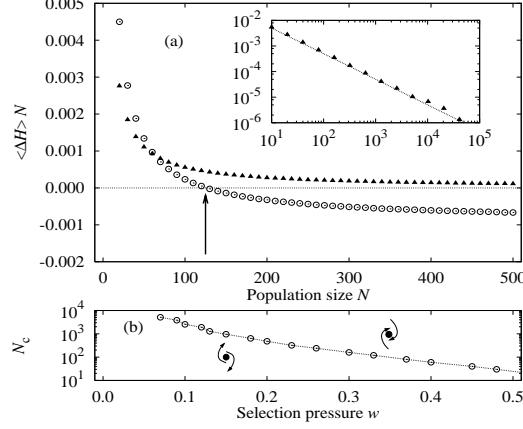 0.005
0.004
0.003
0.002
0.001
0.000
-0.001
-0.002
<ΔH> N
(a)
10^-2
10^-3
10^-4
10^-5
10^-6
10^1 10^2 10^3 10^4 10^5
0 100 200 300 400 500
Population size N
(b)
N_c
10^4
10^3
10^2
10^1
0.0 0.1 0.2 0.3 0.4 0.5
Selection pressure w